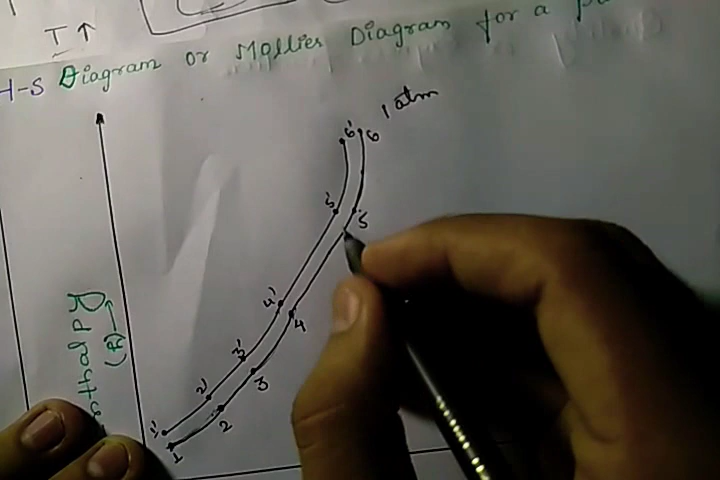 T ↑
H-S Diagram or Mollier Diagram for a
1 atm
6' 6
5' 5
4' 4
3' 3
2' 2
1' 1
(h)